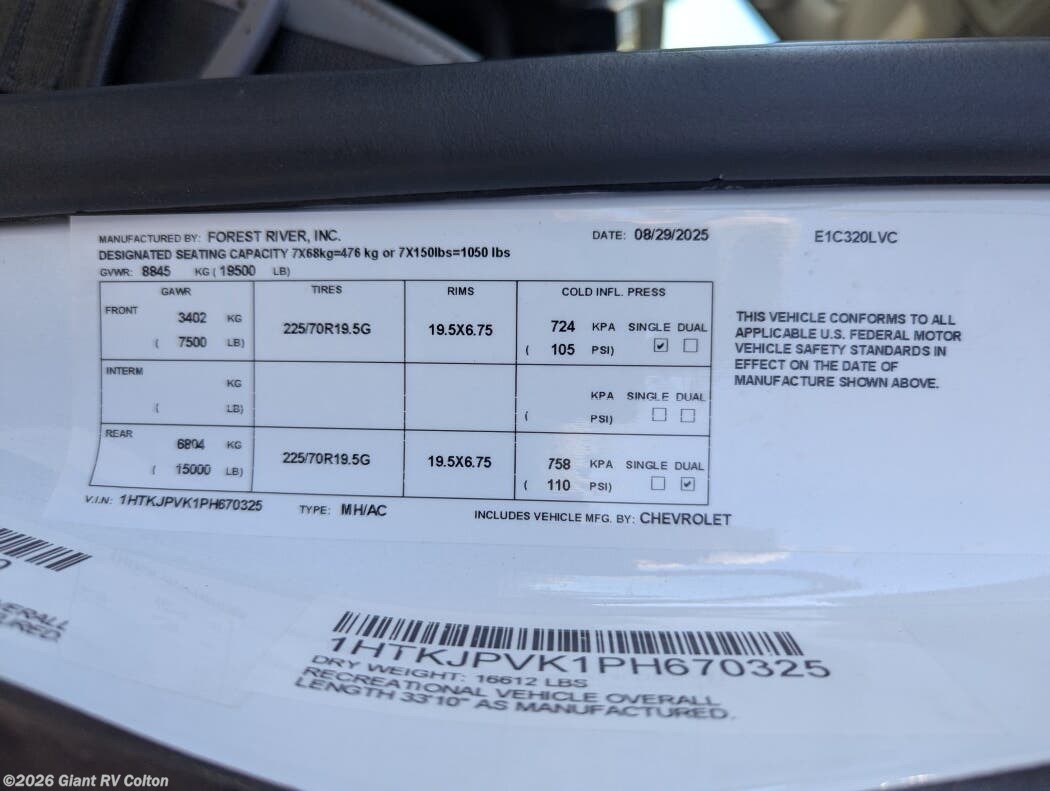 MANUFACTURED BY: FOREST RIVER, INC. DATE: 08/29/2025 E1C320LVC
DESIGNATED SEATING CAPACITY 7X68kg=476 kg or 7X150lbs=1050 lbs
GVWR: 8845 KG ( 19500 LB)
GAWR TIRES RIMS COLD INFL. PRESS
FRONT 3402 KG 225/70R19.5G 19.5X6.75 724 KPA SINGLE DUAL
( 7500 LB) ( 105 PSI) ✔
INTERM KG KPA SINGLE DUAL
( LB) ( PSI)
REAR 6804 KG 225/70R19.5G 19.5X6.75 758 KPA SINGLE DUAL
( 15000 LB) ( 110 PSI) ✔
V.I.N: 1HTKJPVK1PH670325 TYPE: MH/AC INCLUDES VEHICLE MFG. BY: CHEVROLET
THIS VEHICLE CONFORMS TO ALL
APPLICABLE U.S. FEDERAL MOTOR
VEHICLE SAFETY STANDARDS IN
EFFECT ON THE DATE OF
MANUFACTURE SHOWN ABOVE.
VERALL
URED.
1HTKJPVK1PH670325
DRY WEIGHT: 16612 LBS
RECREATIONAL VEHICLE OVERALL
LENGTH 33'10" AS MANUFACTURED.
©2026 Giant RV Colton